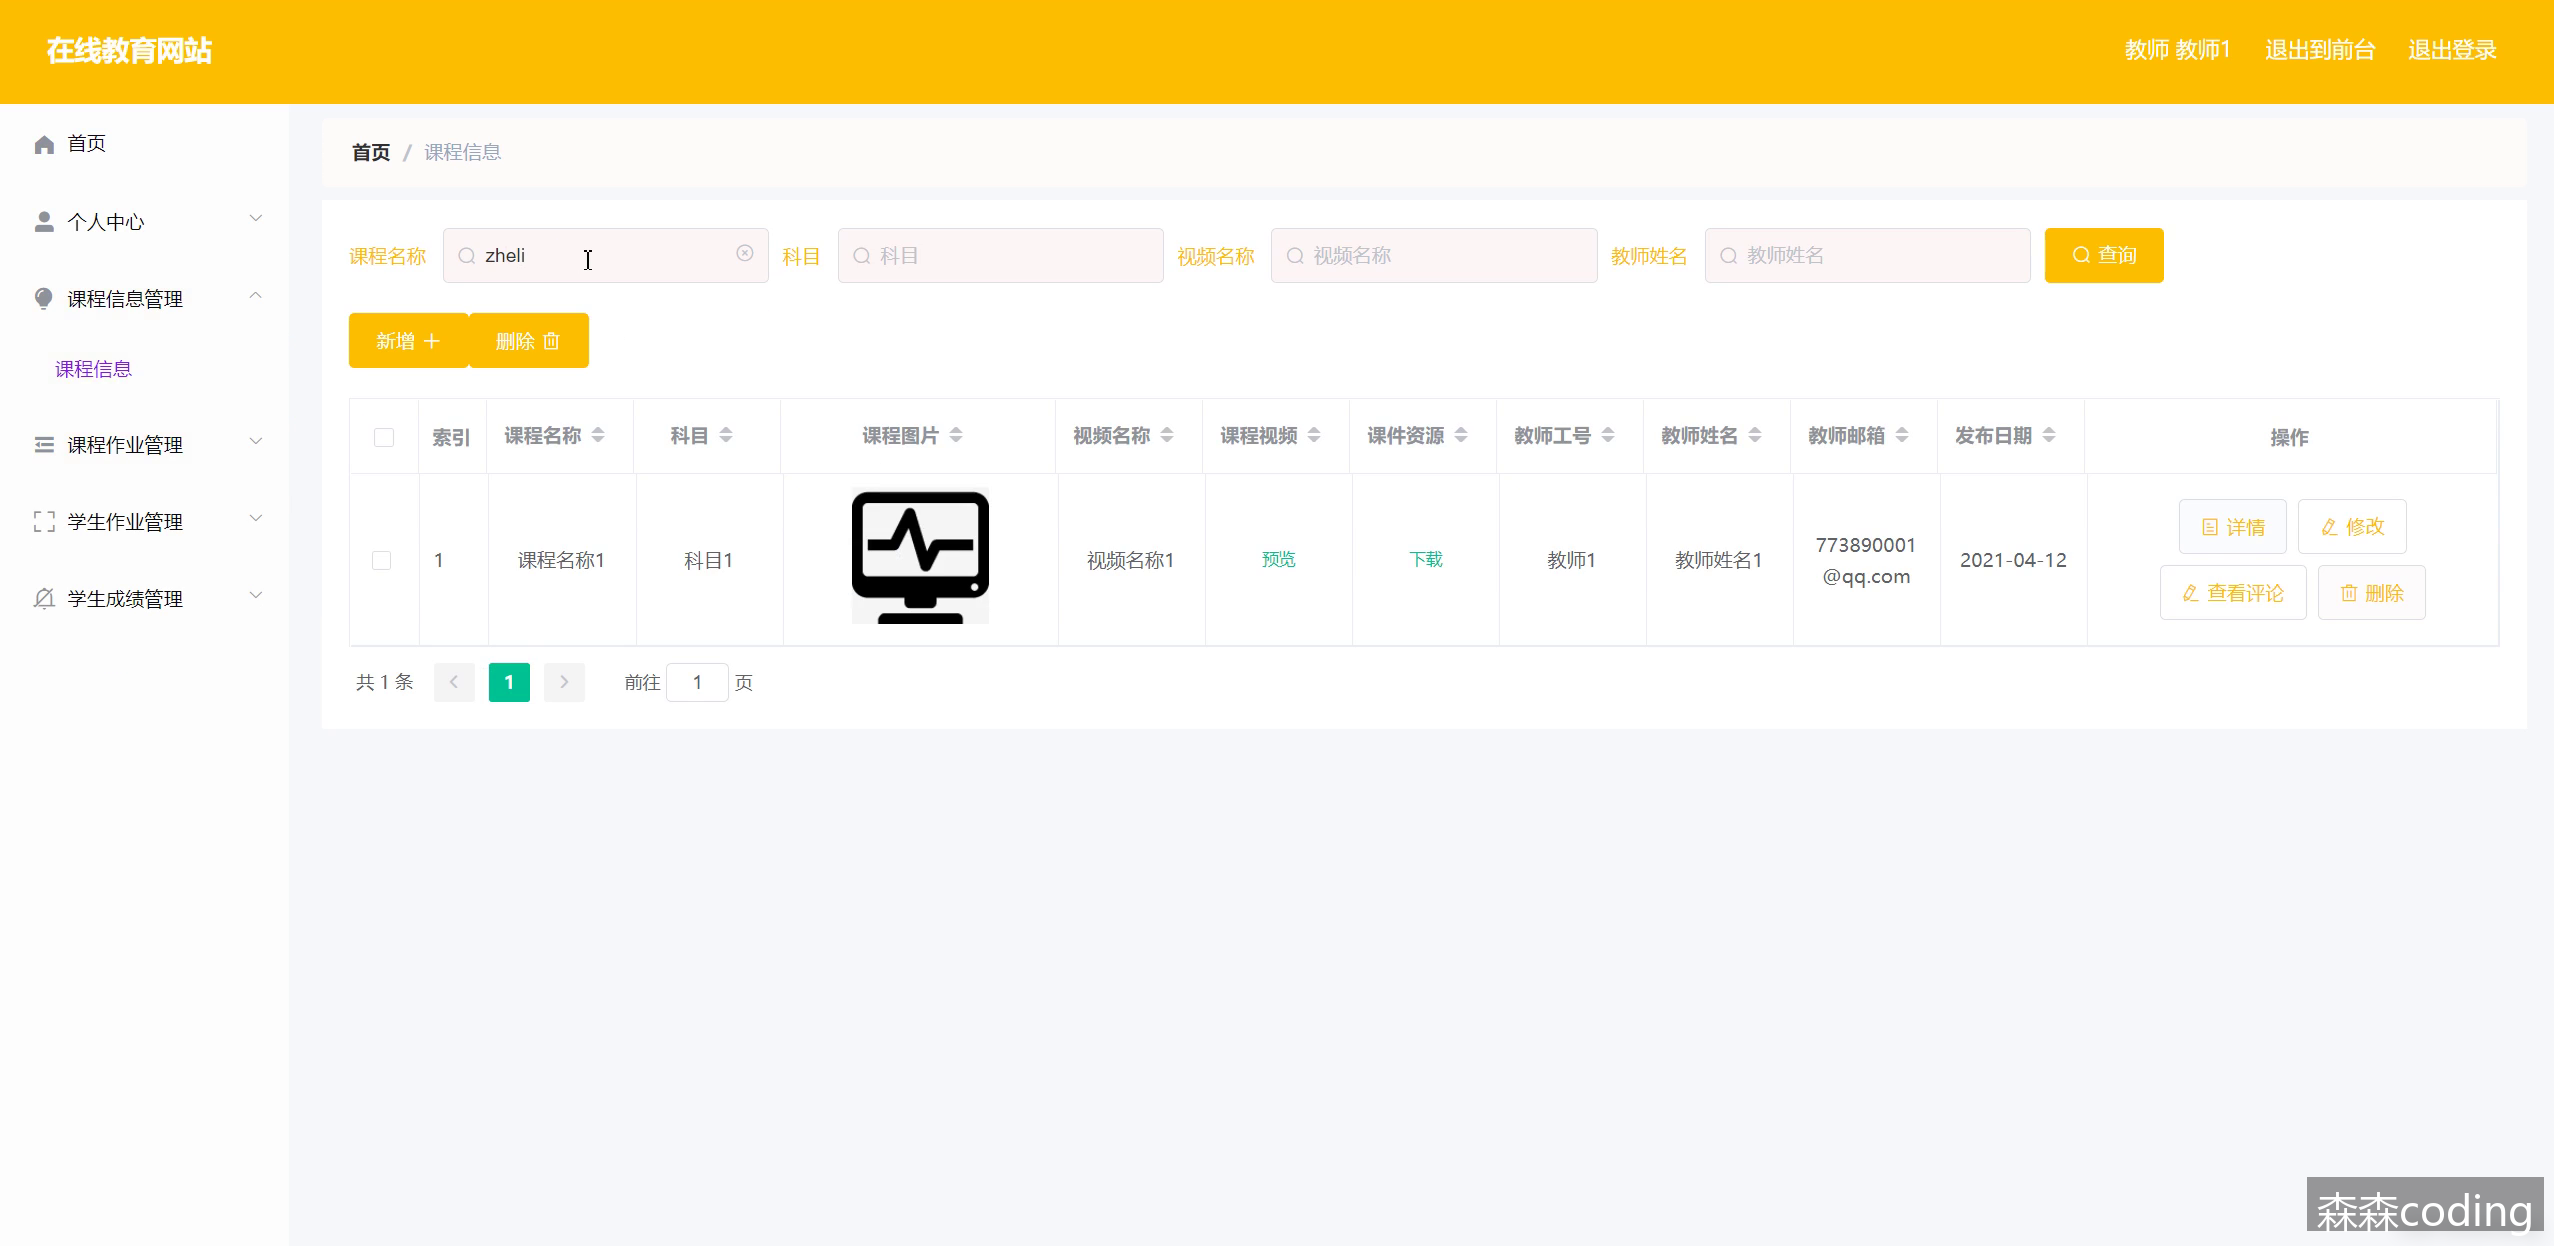 在线教育网站
教师 教师1 退出到前台 退出登录
首页
个人中心
课程信息管理
课程信息
课程作业管理
学生作业管理
学生成绩管理
首页 / 课程信息
课程名称 zheli 科目 科目 视频名称 视频名称 教师姓名 教师姓名 查询
新增 删除
索引 课程名称 科目 课程图片 视频名称 课程视频 课件资源 教师工号 教师姓名 教师邮箱 发布日期 操作
1 课程名称1 科目1 视频名称1 预览 下载 教师1 教师姓名1 773890001@qq.com 2021-04-12 详情 修改
查看评论 删除
共 1 条 1 前往 1 页
森森coding